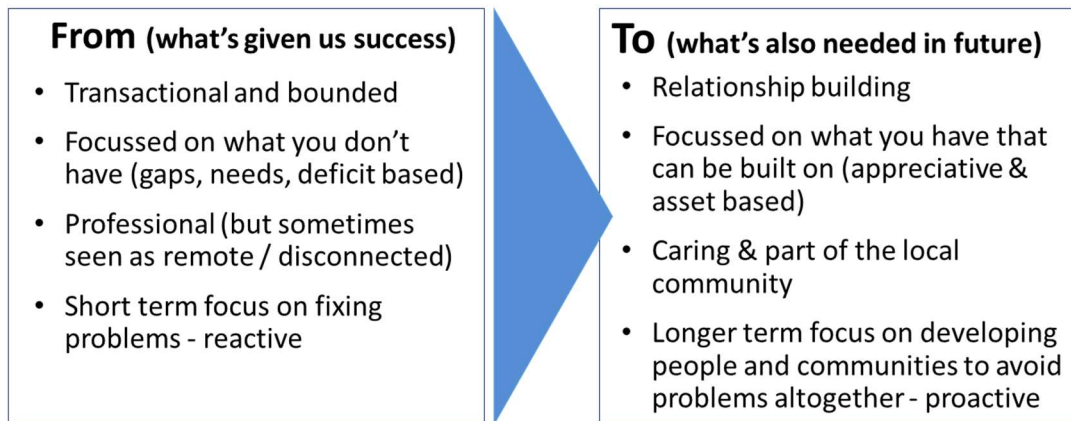 From (what's given us success)
• Transactional and bounded
• Focussed on what you don't
have (gaps, needs, deficit based)
• Professional (but sometimes
seen as remote / disconnected)
• Short term focus on fixing
problems - reactive
To (what's also needed in future)
• Relationship building
• Focussed on what you have that
can be built on (appreciative &
asset based)
• Caring & part of the local
community
• Longer term focus on developing
people and communities to avoid
problems altogether - proactive